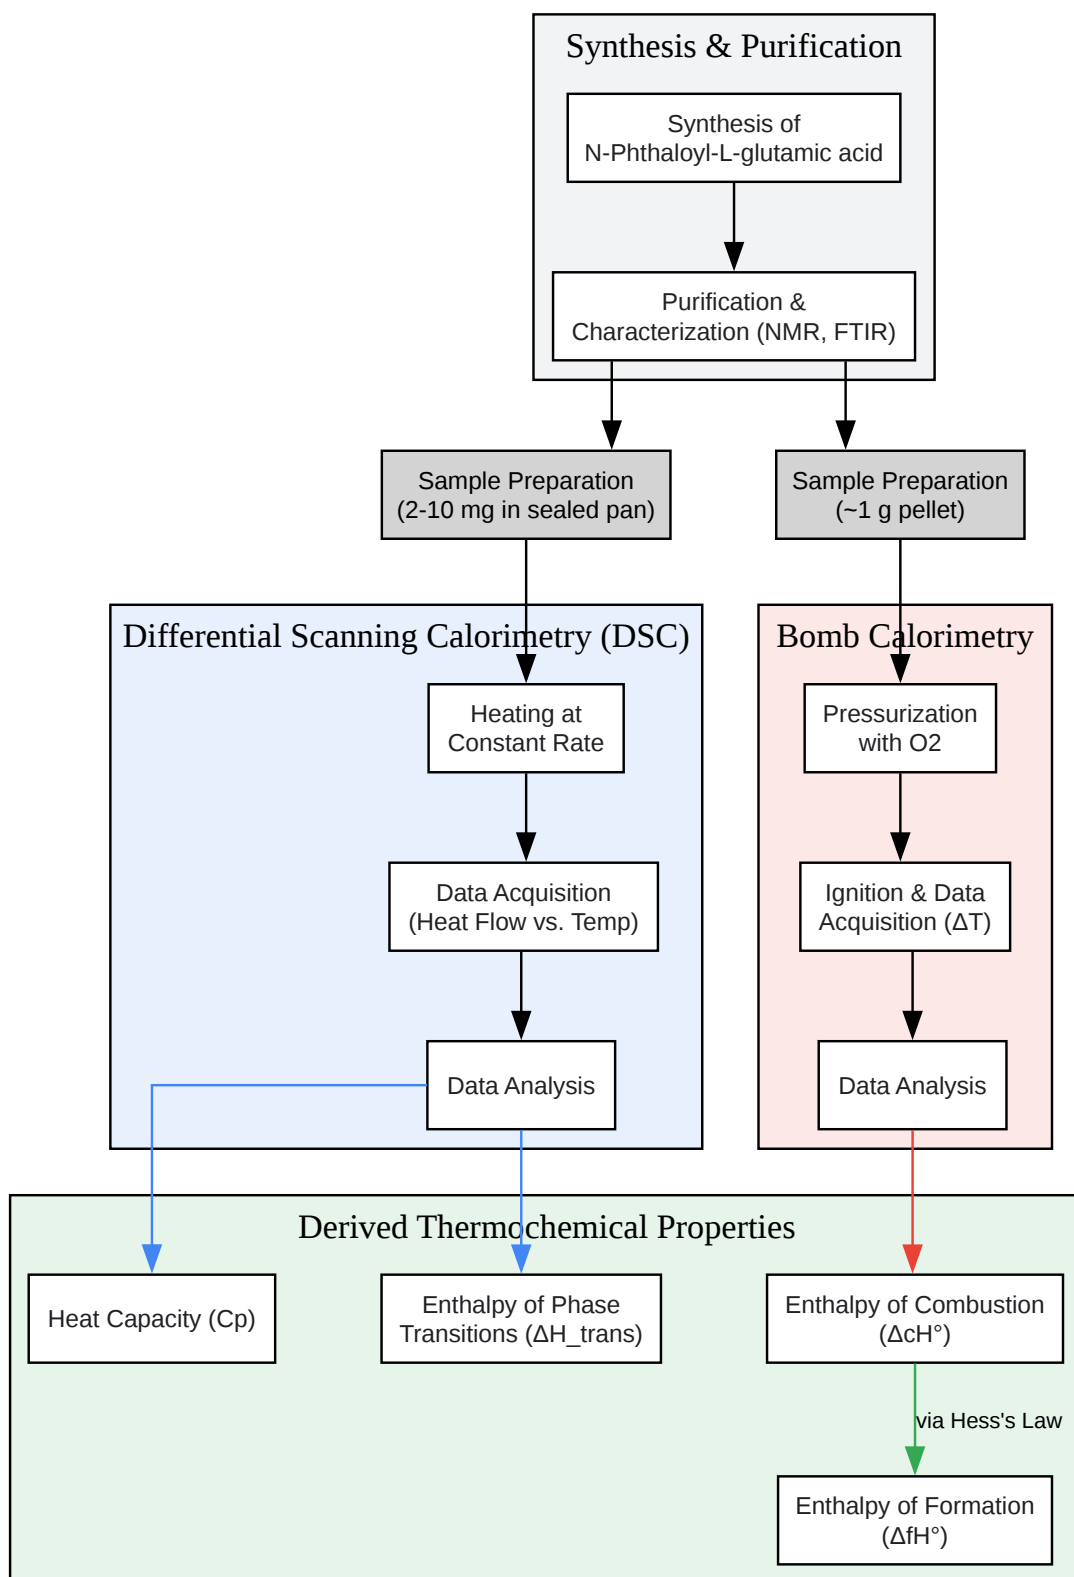 Synthesis & Purification
Synthesis of
N-Phthaloyl-L-glutamic acid
Purification &
Characterization (NMR, FTIR)
Sample Preparation
(2-10 mg in sealed pan)
Sample Preparation
(~1 g pellet)
Differential Scanning Calorimetry (DSC)
Heating at
Constant Rate
Data Acquisition
(Heat Flow vs. Temp)
Data Analysis
Bomb Calorimetry
Pressurization
with O2
Ignition & Data
Acquisition (ΔT)
Data Analysis
Derived Thermochemical Properties
Heat Capacity (Cp)
Enthalpy of Phase
Transitions (ΔH_trans)
Enthalpy of Combustion
(ΔcH°)
via Hess's Law
Enthalpy of Formation
(ΔfH°)